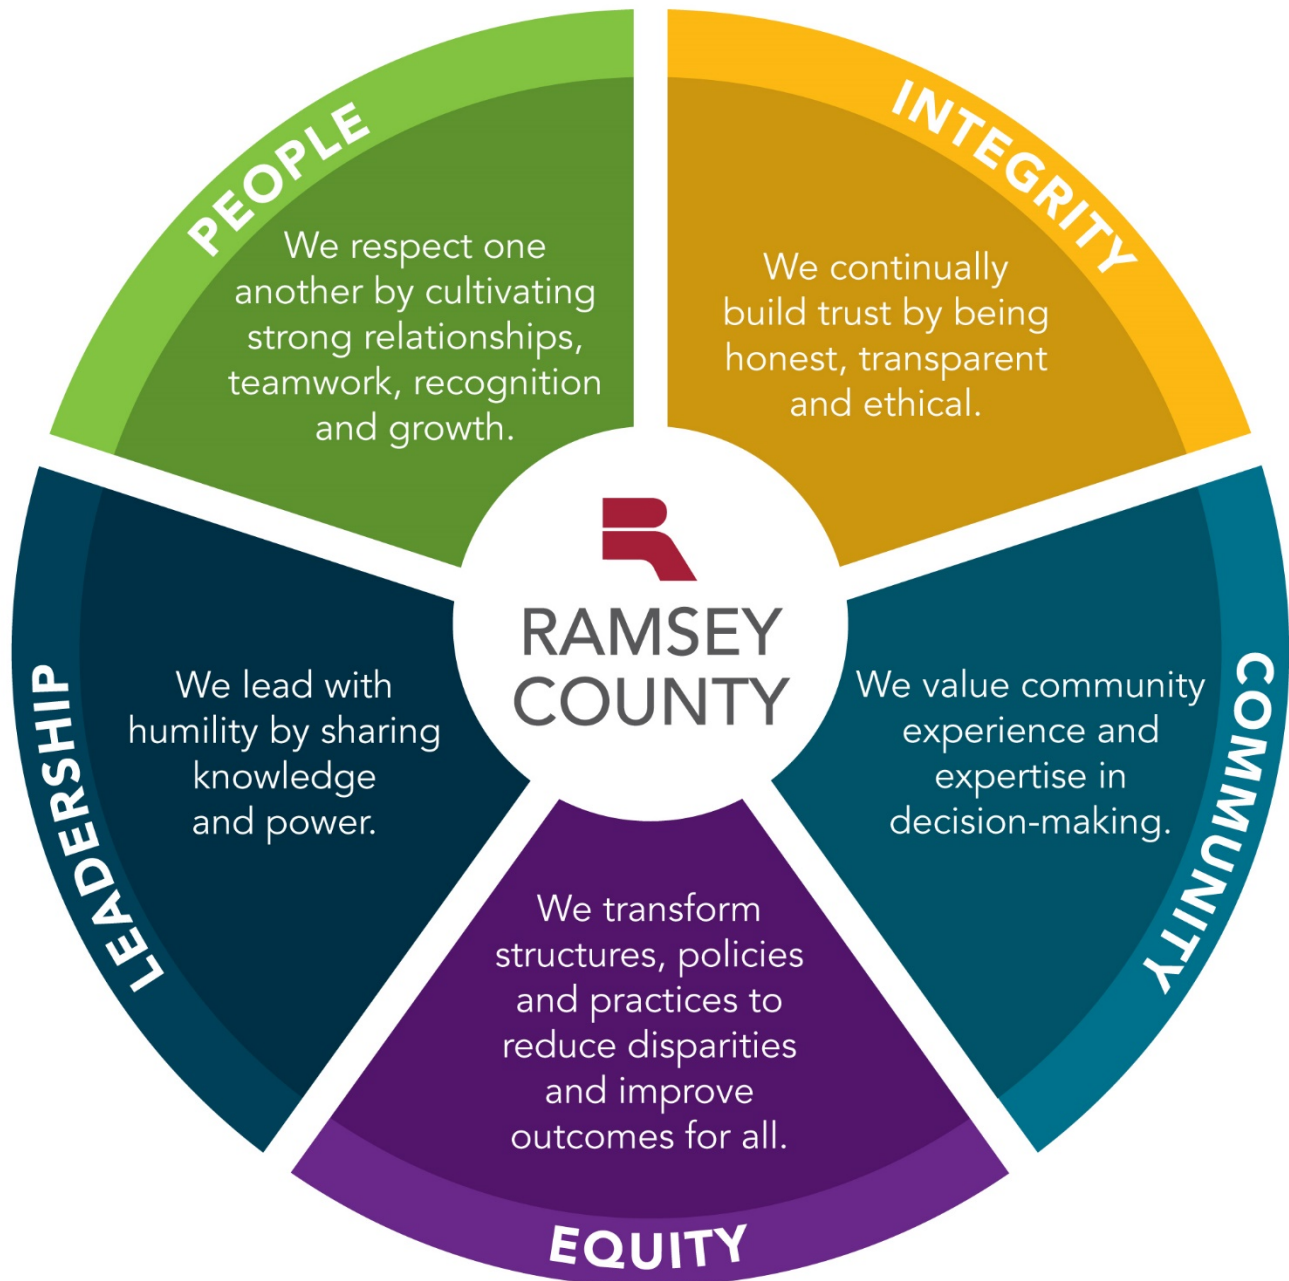 PEOPLE
We respect one
another by cultivating
strong relationships,
teamwork, recognition
and growth.
INTEGRITY
We continually
build trust by being
honest, transparent
and ethical.
COMMUNITY
We value community
experience and
expertise in
decision-making.
EQUITY
We transform
structures, policies
and practices to
reduce disparities
and improve
outcomes for all.
LEADERSHIP
We lead with
humility by sharing
knowledge
and power.
RAMSEY
COUNTY